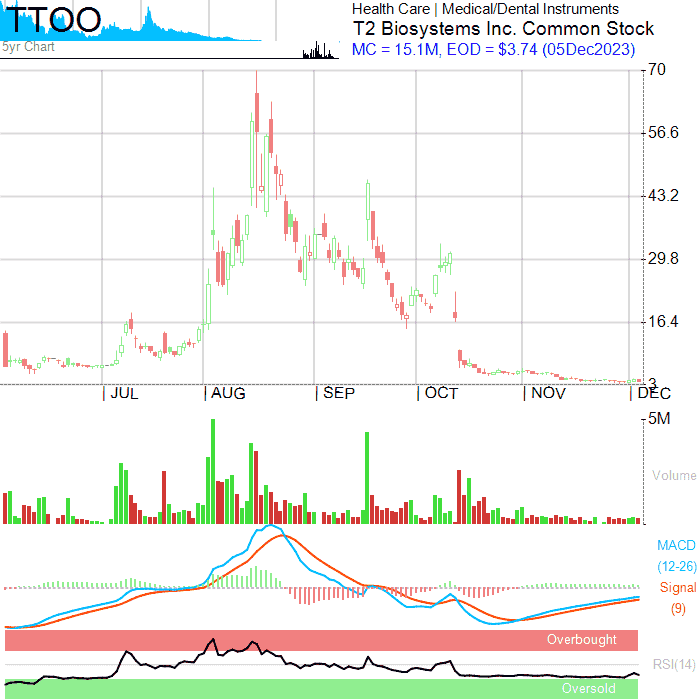 TTOO
5yr Chart
Health Care | Medical/Dental Instruments
T2 Biosystems Inc. Common Stock
MC = 15.1M, EOD = $3.74 (05Dec2023)
70
56.6
43.2
29.8
16.4
3
JUL AUG SEP OCT NOV DEC
5M
Volume
MACD
(12-26)
Signal
(9)
Overbought
RSI(14)
Oversold